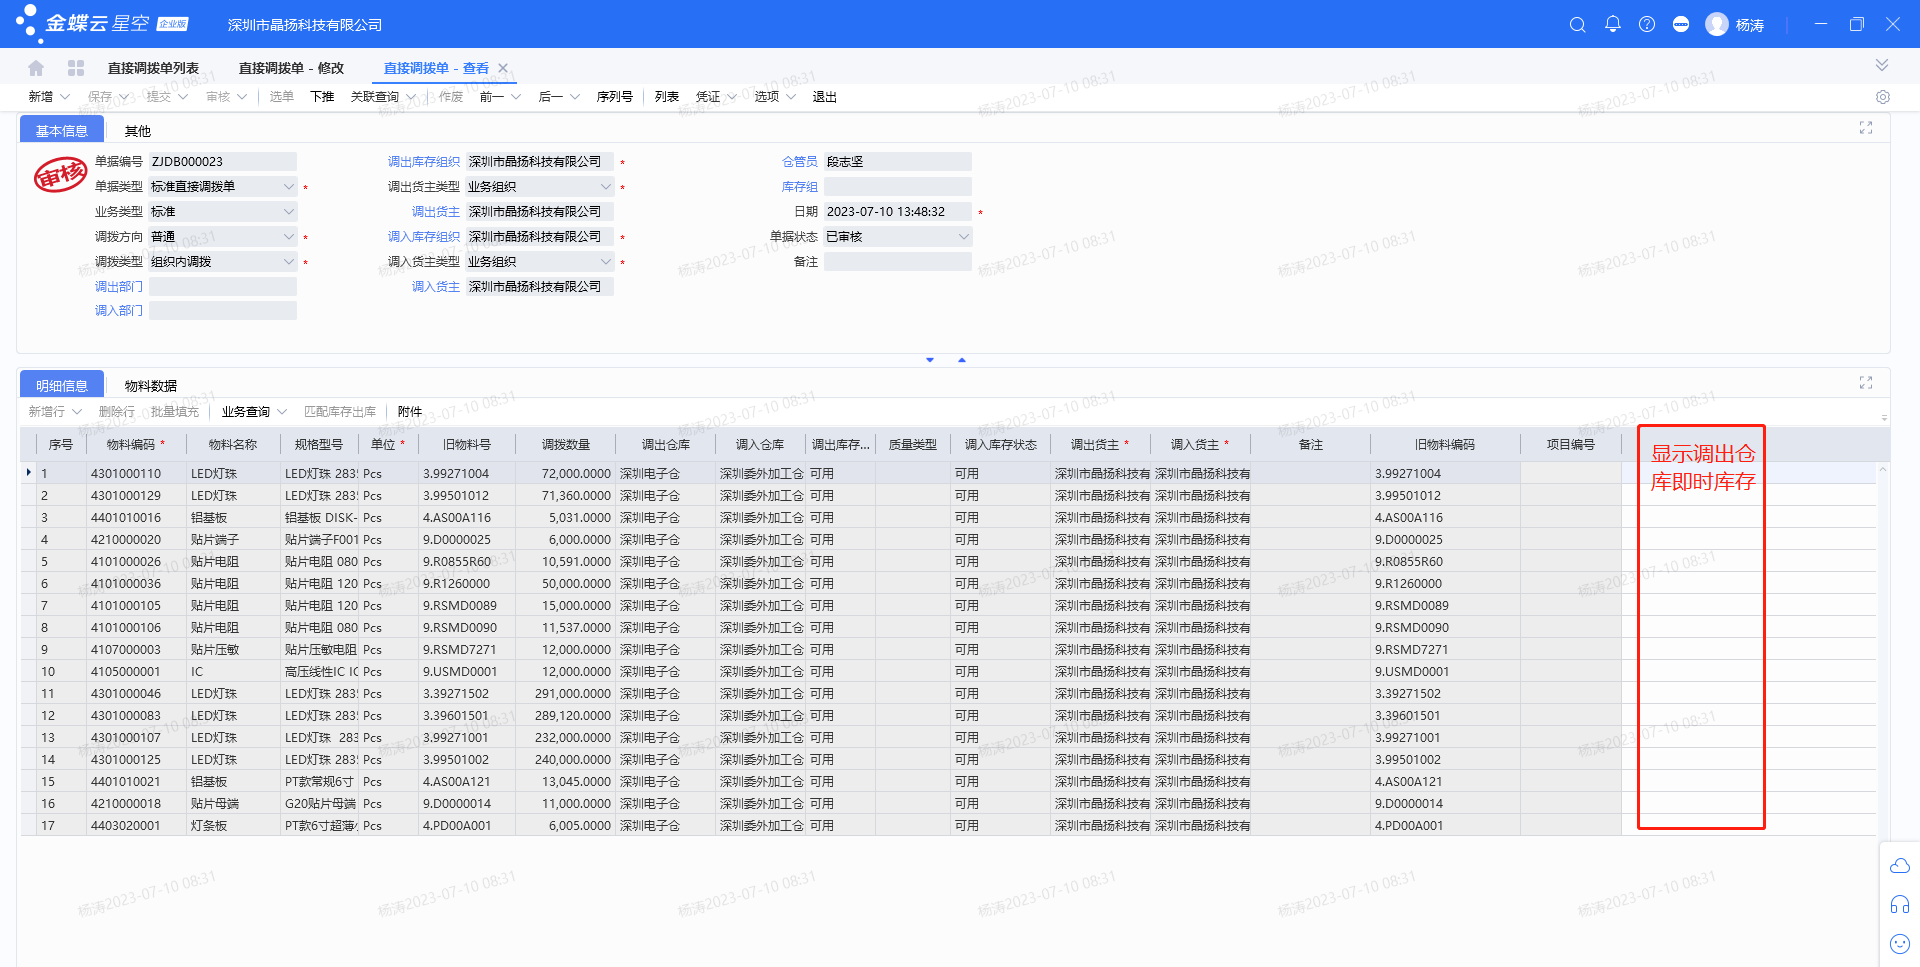 金蝶云 星空 企业版 深圳市晶扬科技有限公司 杨涛
直接调拨单列表 直接调拨单 - 修改 直接调拨单 - 查看
新增 保存 提交 审核 选单 下推 关联查询 作废 前一 后一 序列号 列表 凭证 选项 退出
基本信息 其他
审核
单据编号 ZJDB000023 调出库存组织 深圳市晶扬科技有限公司 * 仓管员 段志坚
单据类型 标准直接调拨单 * 调出货主类型 业务组织 * 库存组
业务类型 标准 调出货主 深圳市晶扬科技有限公司 日期 2023-07-10 13:48:32 *
调拨方向 普通 * 调入库存组织 深圳市晶扬科技有限公司 * 单据状态 已审核
调拨类型 组织内调拨 * 调入货主类型 业务组织 * 备注
调出部门 调入货主 深圳市晶扬科技有限公司
调入部门
明细信息 物料数据
新增行 删除行 批量填充 业务查询 匹配库存出库 附件
序号 物料编码 * 物料名称 规格型号 单位 * 旧物料号 调拨数量 调出仓库 调入仓库 调出库存... 质量类型 调入库存状态 调出货主 * 调入货主 * 备注 旧物料编码 项目编号
显示调出仓
库即时库存
1 4301000110 LED灯珠 LED灯珠 283 Pcs 3.99271004 72,000.0000 深圳电子仓 深圳委外加工仓 可用 可用 深圳市晶扬科技有 深圳市晶扬科技有 3.99271004
2 4301000129 LED灯珠 LED灯珠 283 Pcs 3.99501012 71,360.0000 深圳电子仓 深圳委外加工仓 可用 可用 深圳市晶扬科技有 深圳市晶扬科技有 3.99501012
3 4401010016 铝基板 铝基板 DISK- Pcs 4.AS00A116 5,031.0000 深圳电子仓 深圳委外加工仓 可用 可用 深圳市晶扬科技有 深圳市晶扬科技有 4.AS00A116
4 4210000020 贴片端子 贴片端子F001 Pcs 9.D0000025 6,000.0000 深圳电子仓 深圳委外加工仓 可用 可用 深圳市晶扬科技有 深圳市晶扬科技有 9.D0000025
5 4101000026 贴片电阻 贴片电阻 080 Pcs 9.R0855R60 10,591.0000 深圳电子仓 深圳委外加工仓 可用 可用 深圳市晶扬科技有 深圳市晶扬科技有 9.R0855R60
6 4101000036 贴片电阻 贴片电阻 120 Pcs 9.R1260000 50,000.0000 深圳电子仓 深圳委外加工仓 可用 可用 深圳市晶扬科技有 深圳市晶扬科技有 9.R1260000
7 4101000105 贴片电阻 贴片电阻 120 Pcs 9.RSMD0089 15,000.0000 深圳电子仓 深圳委外加工仓 可用 可用 深圳市晶扬科技有 深圳市晶扬科技有 9.RSMD0089
8 4101000106 贴片电阻 贴片电阻 080 Pcs 9.RSMD0090 11,537.0000 深圳电子仓 深圳委外加工仓 可用 可用 深圳市晶扬科技有 深圳市晶扬科技有 9.RSMD0090
9 4107000003 贴片压敏 贴片压敏电阻 Pcs 9.RSMD7271 12,000.0000 深圳电子仓 深圳委外加工仓 可用 可用 深圳市晶扬科技有 深圳市晶扬科技有 9.RSMD7271
10 4105000001 IC 高压线性IC IC Pcs 9.USMD0001 12,000.0000 深圳电子仓 深圳委外加工仓 可用 可用 深圳市晶扬科技有 深圳市晶扬科技有 9.USMD0001
11 4301000046 LED灯珠 LED灯珠 283 Pcs 3.39271502 291,000.0000 深圳电子仓 深圳委外加工仓 可用 可用 深圳市晶扬科技有 深圳市晶扬科技有 3.39271502
12 4301000083 LED灯珠 LED灯珠 283 Pcs 3.39601501 289,120.0000 深圳电子仓 深圳委外加工仓 可用 可用 深圳市晶扬科技有 深圳市晶扬科技有 3.39601501
13 4301000107 LED灯珠 LED灯珠 283 Pcs 3.99271001 232,000.0000 深圳电子仓 深圳委外加工仓 可用 可用 深圳市晶扬科技有 深圳市晶扬科技有 3.99271001
14 4301000125 LED灯珠 LED灯珠 283 Pcs 3.99501002 240,000.0000 深圳电子仓 深圳委外加工仓 可用 可用 深圳市晶扬科技有 深圳市晶扬科技有 3.99501002
15 4401010021 铝基板 PT款常规6寸 Pcs 4.AS00A121 13,045.0000 深圳电子仓 深圳委外加工仓 可用 可用 深圳市晶扬科技有 深圳市晶扬科技有 4.AS00A121
16 4210000018 贴片母端 G20贴片母端 Pcs 9.D0000014 11,000.0000 深圳电子仓 深圳委外加工仓 可用 可用 深圳市晶扬科技有 深圳市晶扬科技有 9.D0000014
17 4403020001 灯条板 PT款6寸超薄 Pcs 4.PD00A001 6,005.0000 深圳电子仓 深圳委外加工仓 可用 可用 深圳市晶扬科技有 深圳市晶扬科技有 4.PD00A001
杨涛2023-07-10 08:31 杨涛2023-07-10 08:31 杨涛2023-07-10 08:31 杨涛2023-07-10 08:31 杨涛2023-07-10 08:31 杨涛2023-07-10 08:31